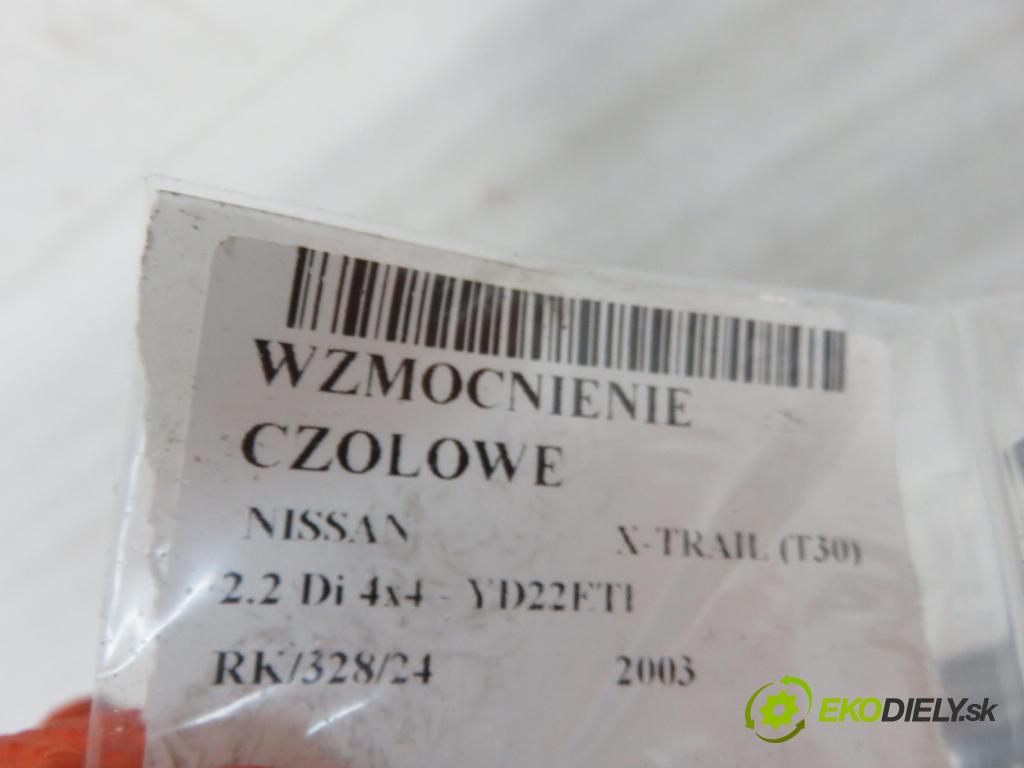 WZMOCNIENIE
CZOLOWE
NISSAN X-TRAIL (T30)
2.2 Di 4x4 - YD22ETI
RK/328/24 2003
EKODIELY.sk